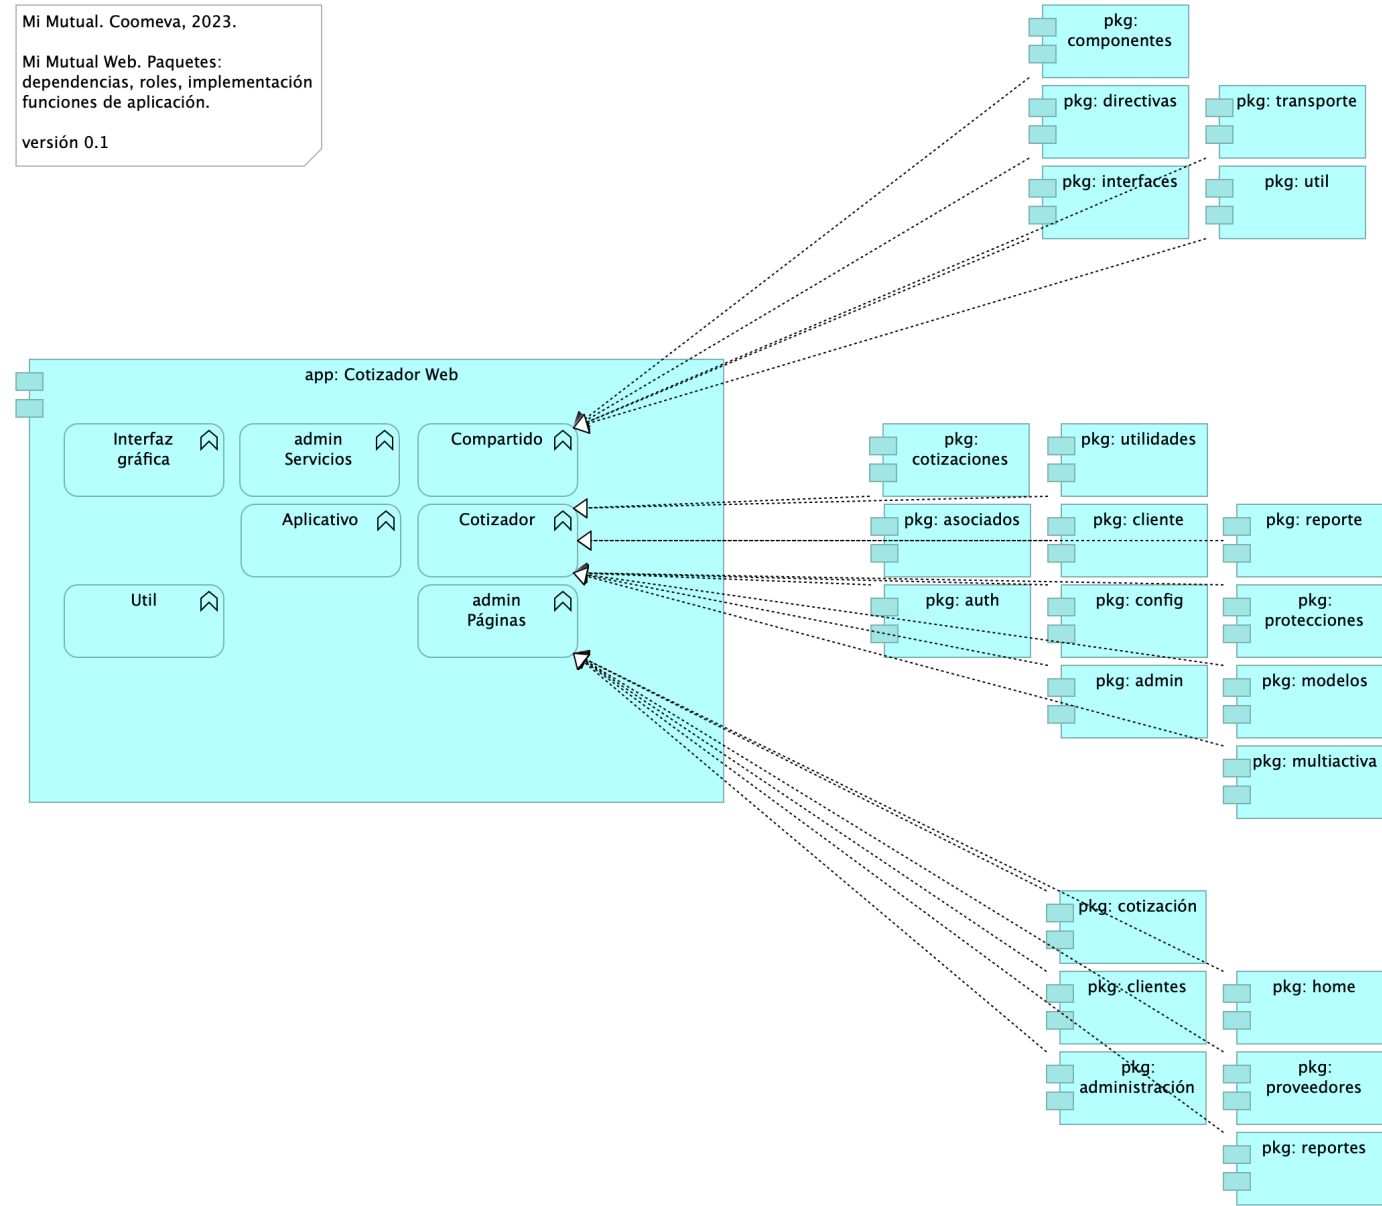 Mi Mutual. Coomeva, 2023.
Mi Mutual Web. Paquetes:
dependencias, roles, implementación
funciones de aplicación.
versión 0.1
pkg:
componentes
pkg: directivas
pkg: transporte
pkg: interfaces
pkg: util
app: Cotizador Web
Interfaz
gráfica
admin
Servicios
Compartido
Aplicativo
Cotizador
Util
admin
Páginas
pkg:
cotizaciones
pkg: utilidades
pkg: asociados
pkg: cliente
pkg: reporte
pkg: auth
pkg: config
pkg:
protecciones
pkg: admin
pkg: modelos
pkg: multiactiva
pkg: cotización
pkg: clientes
pkg: home
pkg:
administración
pkg:
proveedores
pkg: reportes